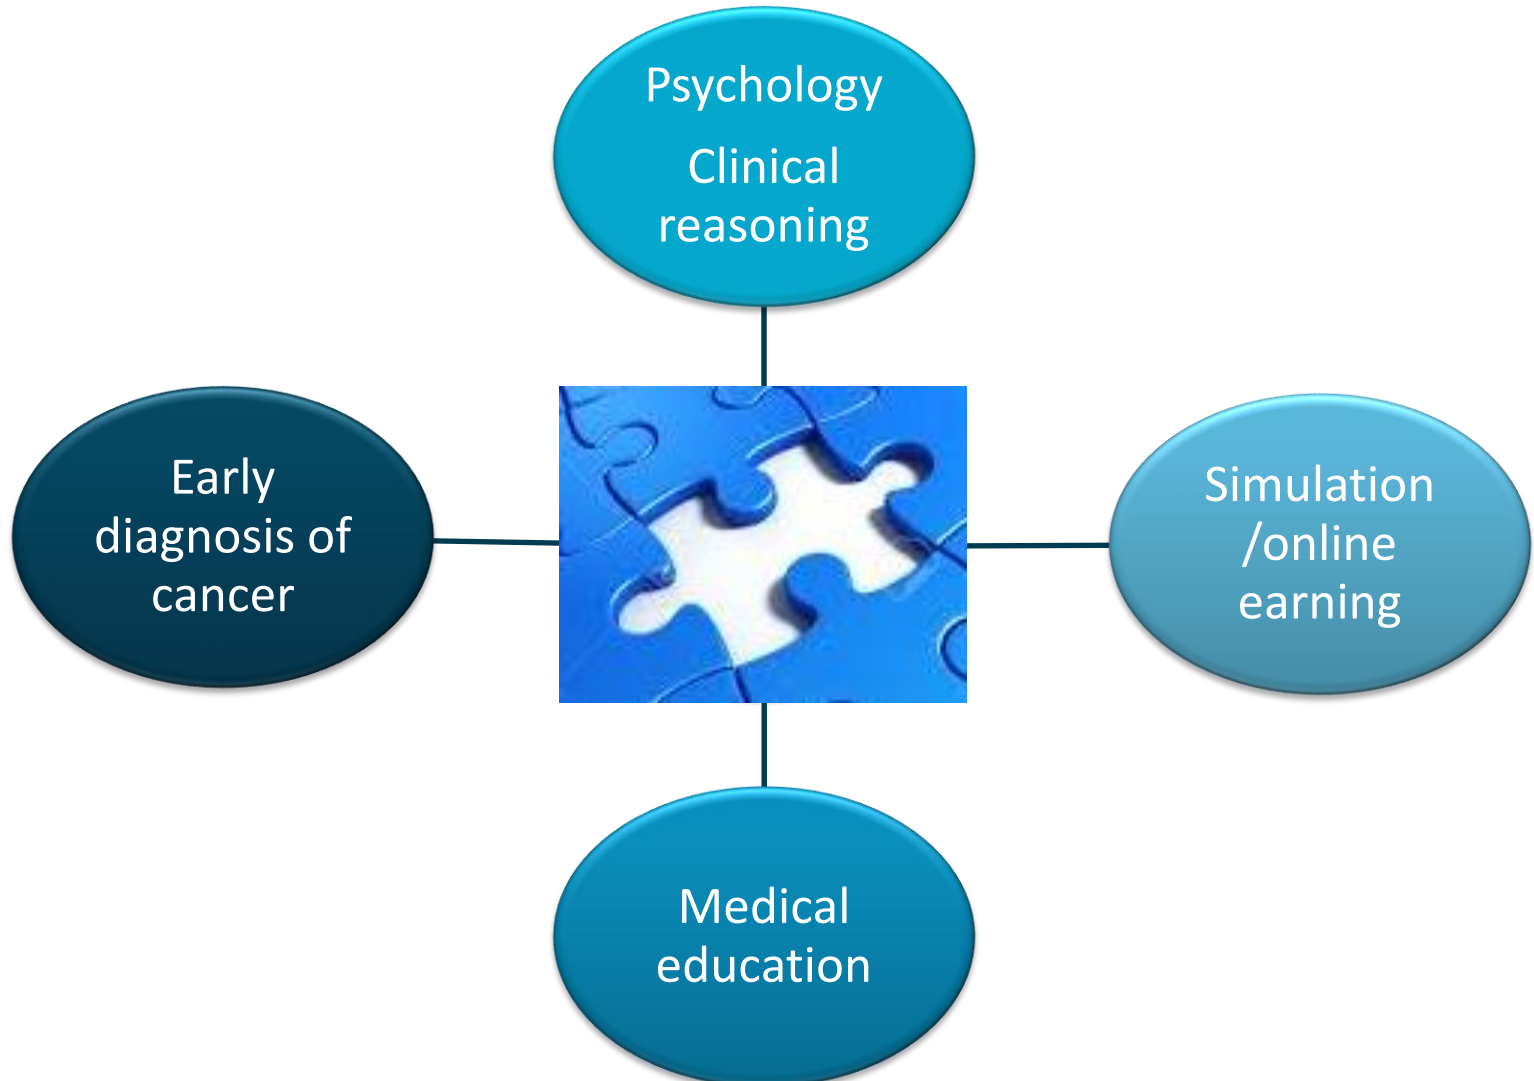 Psychology
Clinical
reasoning
Early
diagnosis of
cancer
Simulation
/online
earning
Medical
education